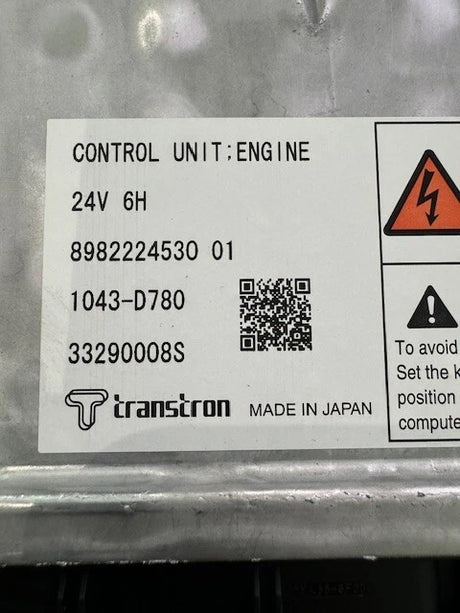 CONTROL UNIT;ENGINE
24V 6H
8982224530 01
1043-D780
33290008S
transtron MADE IN JAPAN
To avoid
Set the
position